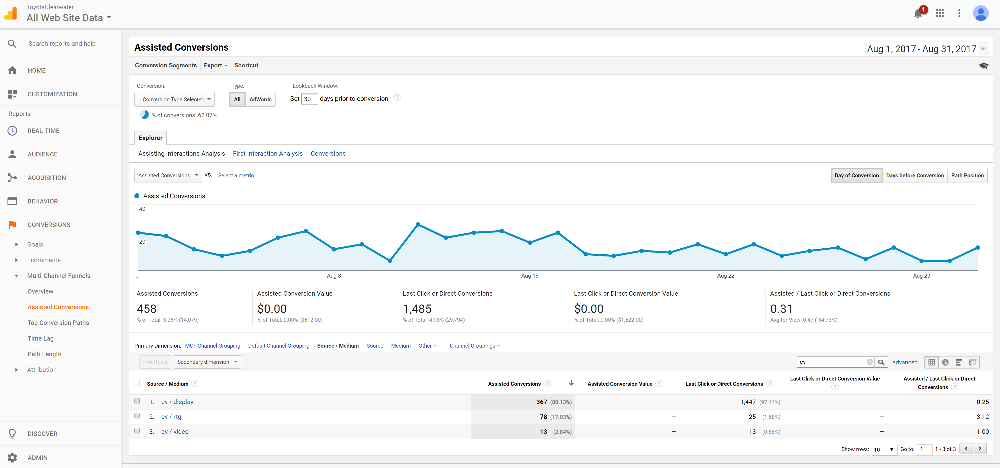 ToyotaClearwater
All Web Site Data
1
Search reports and help
HOME
CUSTOMIZATION
Reports
REAL-TIME
AUDIENCE
ACQUISITION
BEHAVIOR
CONVERSIONS
Goals
Ecommerce
Multi-Channel Funnels
Overview
Assisted Conversions
Top Conversion Paths
Time Lag
Path Length
Attribution
DISCOVER
ADMIN
Assisted Conversions
Aug 1, 2017 - Aug 31, 2017
Conversion Segments Export Shortcut
Conversion: Type: Lookback Window:
1 Conversion Type Selected All AdWords Set 30 days prior to conversion ?
% of conversions: 62.07%
Explorer
Assisting Interactions Analysis First Interaction Analysis Conversions
Assisted Conversions vs. Select a metric Day of Conversion Days before Conversion Path Position
Assisted Conversions
40
20
... Aug 8 Aug 15 Aug 22 Aug 29
Assisted Conversions Assisted Conversion Value Last Click or Direct Conversions Last Click or Direct Conversion Value Assisted / Last Click or Direct Conversions
458 $0.00 1,485 $0.00 0.31
% of Total: 3.25% (14,079) % of Total: 0.00% ($612.00) % of Total: 4.98% (29,794) % of Total: 0.00% ($1,522.00) Avg for View: 0.47 (-34.73%)
Primary Dimension: MCF Channel Grouping Default Channel Grouping Source / Medium Source Medium Other Channel Groupings
Plot Rows Secondary dimension cy advanced
Source / Medium ? Assisted Conversions ? Assisted Conversion Value ? Last Click or Direct Conversions ? Last Click or Direct Conversion Value ? Assisted / Last Click or Direct Conversions ?
1. cy / display 367 (80.13%) — 1,447 (97.44%) — 0.25
2. cy / rtg 78 (17.03%) — 25 (1.68%) — 3.12
3. cy / video 13 (2.84%) — 13 (0.88%) — 1.00
Show rows: 10 Go to: 1 1 - 3 of 3